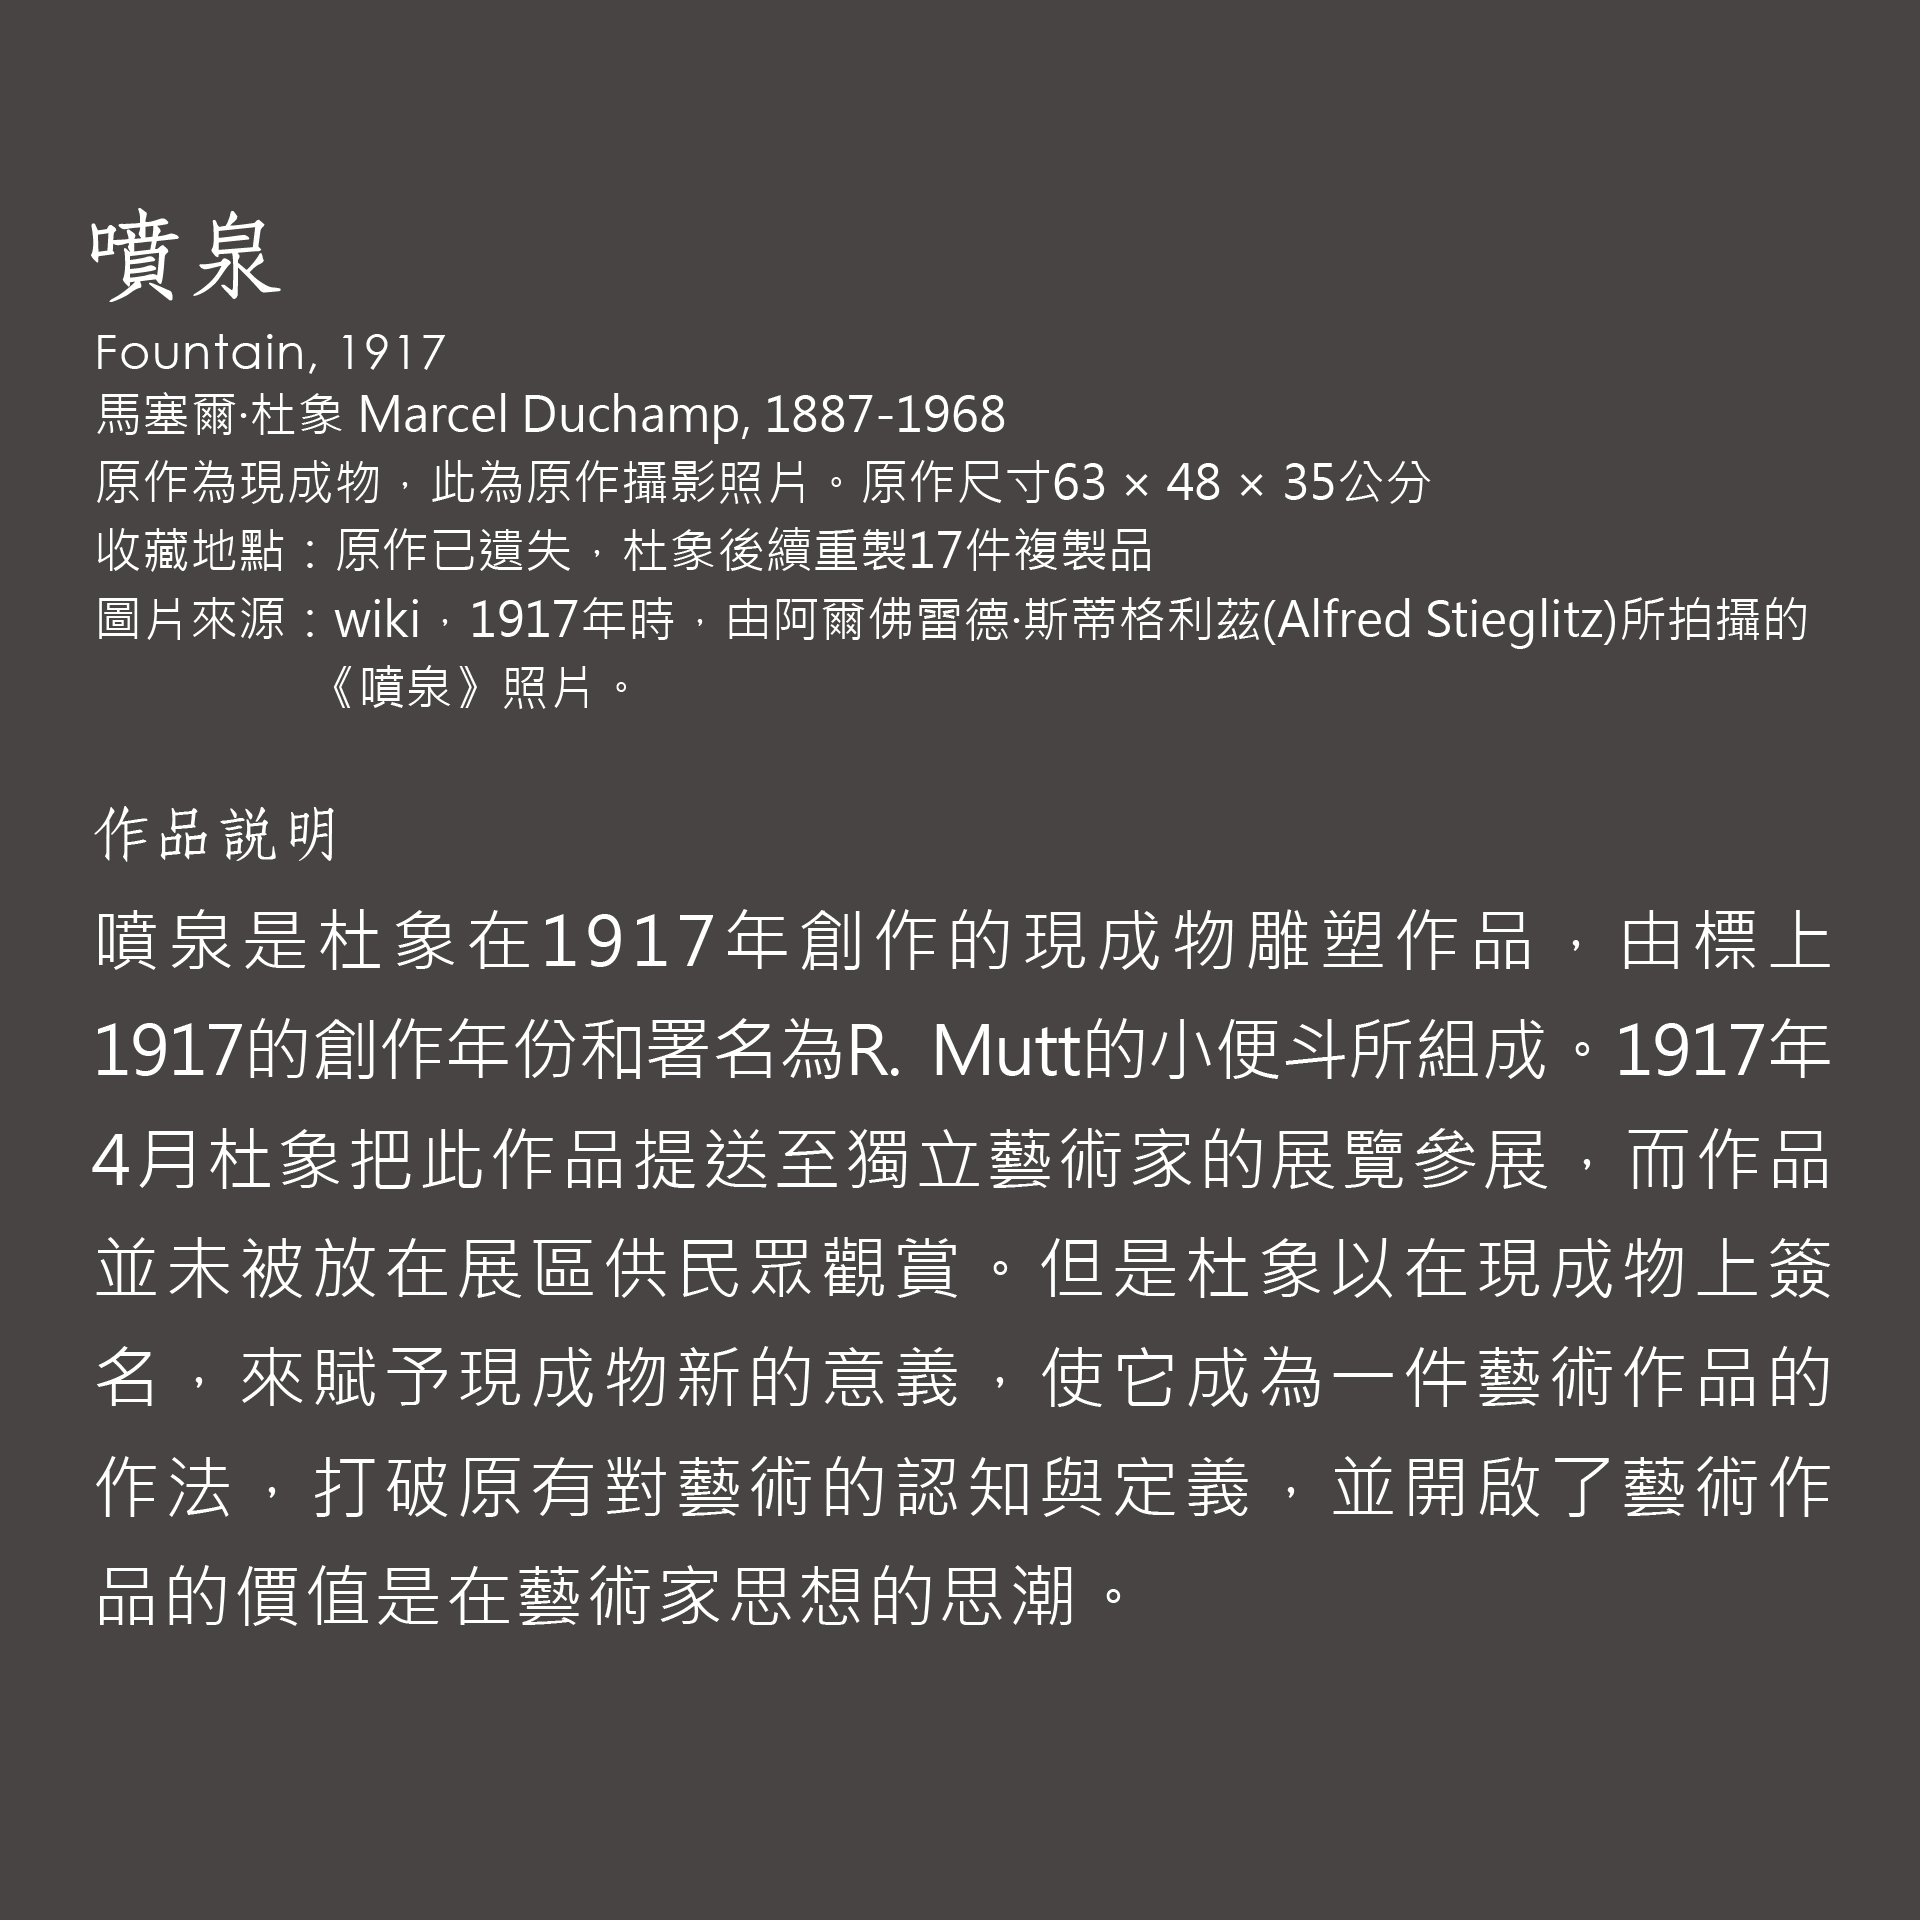 噴泉
Fountain, 1917
馬塞爾·杜象 Marcel Duchamp, 1887-1968
原作為現成物，此為原作攝影照片。原作尺寸63 × 48 × 35公分
收藏地點：原作已遺失，杜象後續重製17件複製品
圖片來源：wiki，1917年時，由阿爾佛雷德·斯蒂格利茲(Alfred Stieglitz)所拍攝的
《噴泉》照片。
作品説明
噴泉是杜象在1917年創作的現成物雕塑作品，由標上
1917的創作年份和署名為R. Mutt的小便斗所組成。1917年
4月杜象把此作品提送至獨立藝術家的展覽參展，而作品
並未被放在展區供民眾觀賞。但是杜象以在現成物上簽
名，來賦予現成物新的意義，使它成為一件藝術作品的
作法，打破原有對藝術的認知與定義，並開啟了藝術作
品的價值是在藝術家思想的思潮。